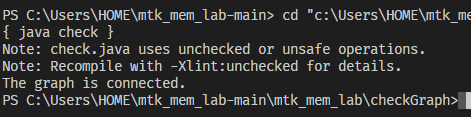 PS C:\Users\HOME\mtk_mem_lab-main> cd "c:\Users\HOME\mtk_mem_
{ java check }
Note: check.java uses unchecked or unsafe operations.
Note: Recompile with -Xlint:unchecked for details.
The graph is connected.
PS C:\Users\HOME\mtk_mem_lab-main\mtk_mem_lab\checkGraph>